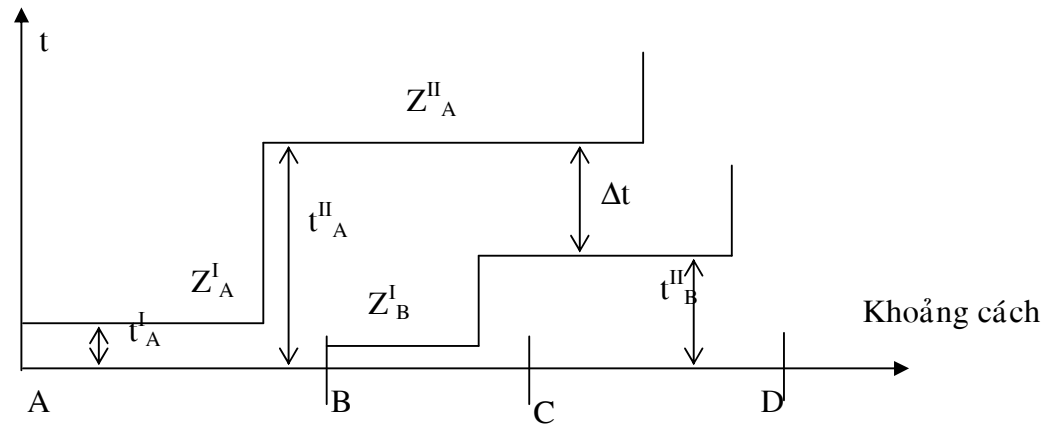 t
Z^II_A
Δt
t^II_A
Z^I_A
t^II_B
Z^I_B
Khoảng cách
t^I_A
A
B
C
D